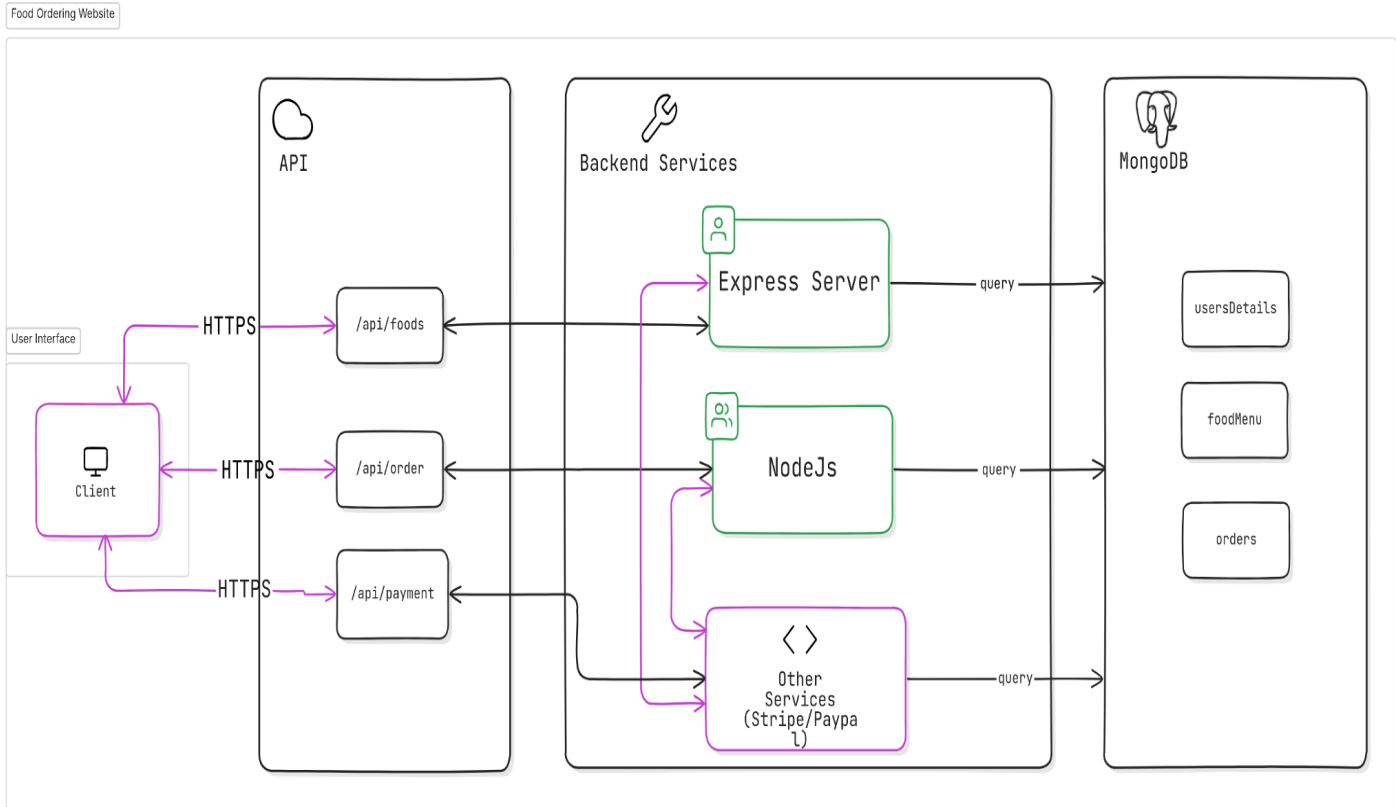 Food Ordering Website
API
Backend Services
MongoDB
Express Server
query
usersDetails
HTTPS
/api/foods
User Interface
foodMenu
Client
HTTPS
/api/order
NodeJs
query
orders
HTTPS
/api/payment
Other
Services
(Stripe/Paypa
l)
query